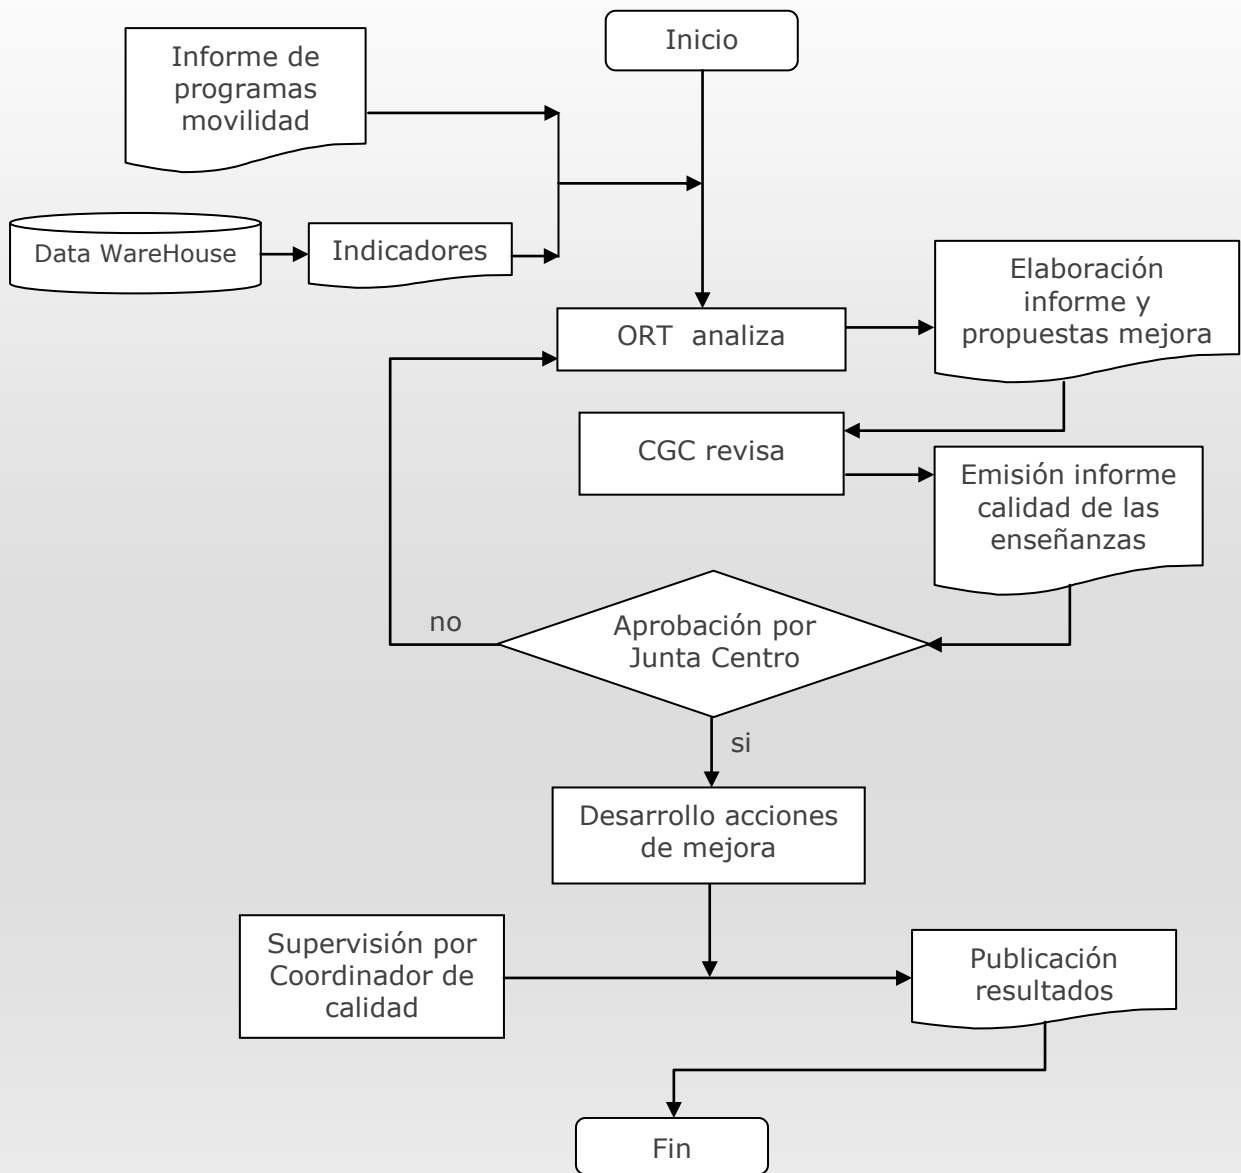 Inicio
Informe de
programas
movilidad
Data WareHouse
Indicadores
ORT analiza
Elaboración
informe y
propuestas mejora
CGC revisa
Emisión informe
calidad de las
enseñanzas
no
Aprobación por
Junta Centro
si
Desarrollo acciones
de mejora
Supervisión por
Coordinador de
calidad
Publicación
resultados
Fin